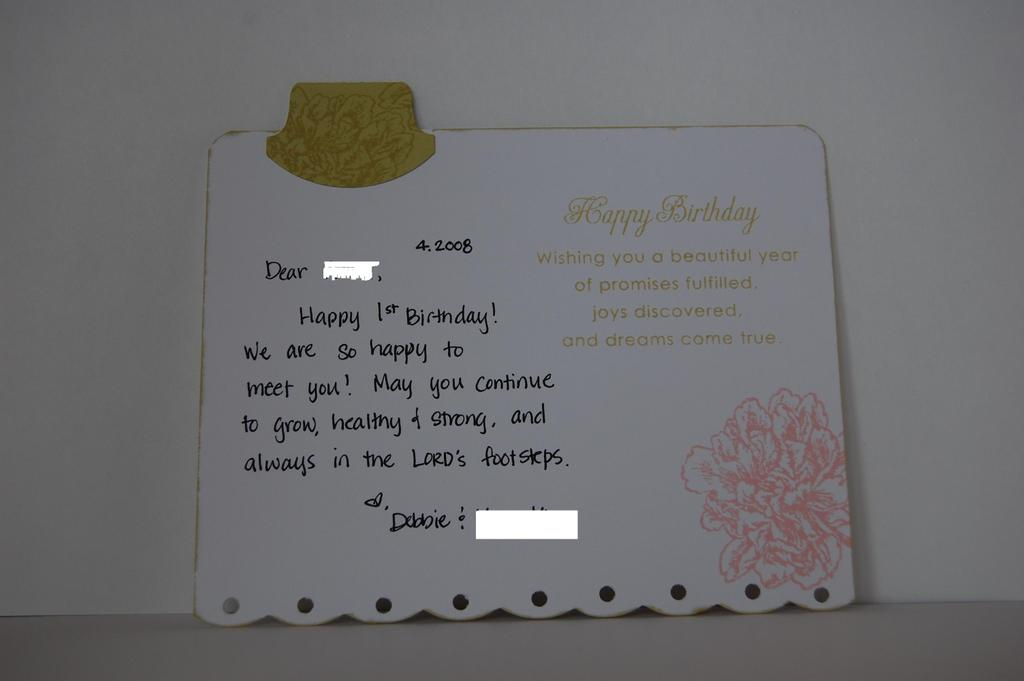 4.2008
Dear ,
Happy 1st Birthday!
We are so happy to
meet you! May you continue
to grow, healthy & strong, and
always in the LORD's footsteps.
♡, Debbie &
Happy Birthday
Wishing you a beautiful year
of promises fulfilled,
joys discovered,
and dreams come true.